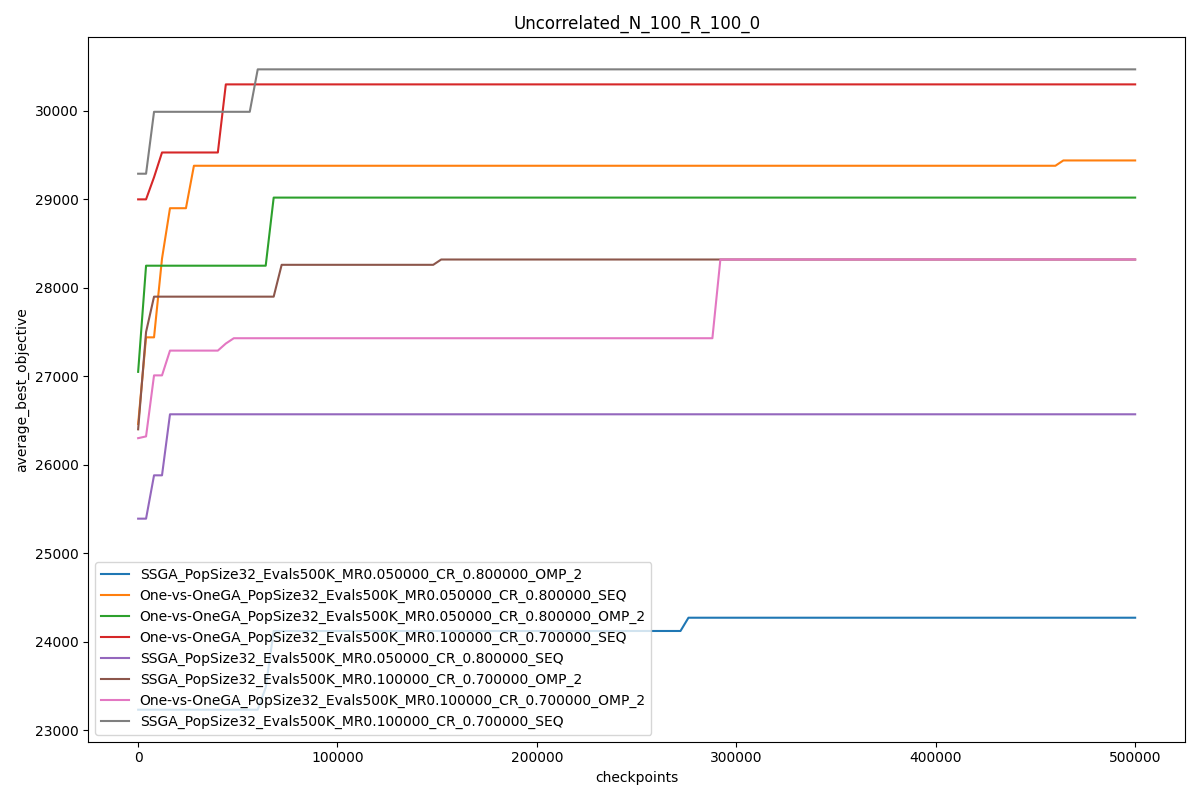 Uncorrelated_N_100_R_100_0
average_best_objective
30000
29000
28000
27000
26000
25000
24000
23000
SSGA_PopSize32_Evals500K_MR0.050000_CR_0.800000_OMP_2
One-vs-OneGA_PopSize32_Evals500K_MR0.050000_CR_0.800000_SEQ
One-vs-OneGA_PopSize32_Evals500K_MR0.050000_CR_0.800000_OMP_2
One-vs-OneGA_PopSize32_Evals500K_MR0.100000_CR_0.700000_SEQ
SSGA_PopSize32_Evals500K_MR0.050000_CR_0.800000_SEQ
SSGA_PopSize32_Evals500K_MR0.100000_CR_0.700000_OMP_2
One-vs-OneGA_PopSize32_Evals500K_MR0.100000_CR_0.700000_OMP_2
SSGA_PopSize32_Evals500K_MR0.100000_CR_0.700000_SEQ
0 100000 200000 300000 400000 500000
checkpoints